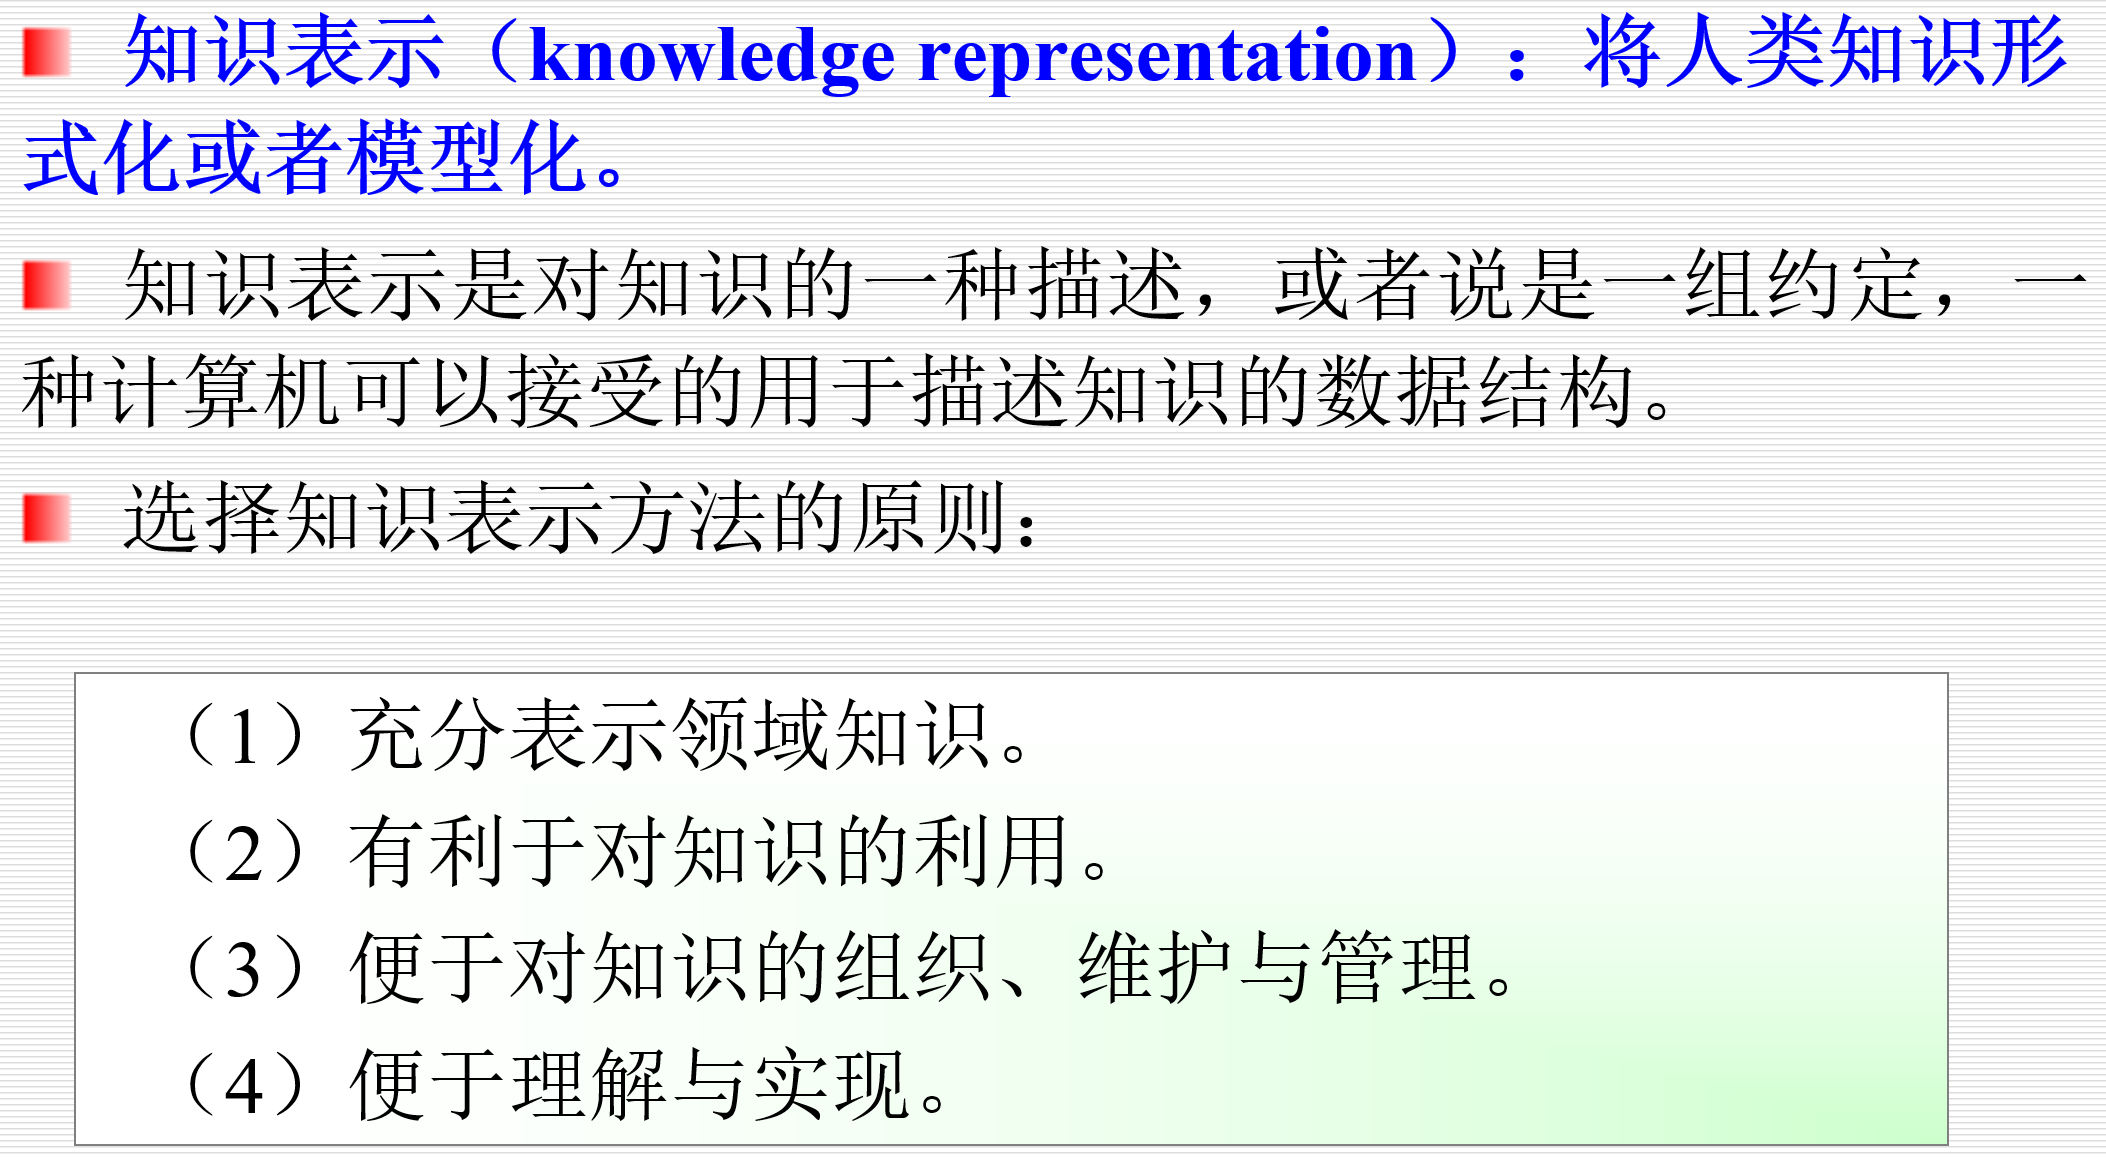 知识表示（knowledge representation）：将人类知识形
式化或者模型化。
知识表示是对知识的一种描述，或者说是一组约定，一
种计算机可以接受的用于描述知识的数据结构。
选择知识表示方法的原则：
（1）充分表示领域知识。
（2）有利于对知识的利用。
（3）便于对知识的组织、维护与管理。
（4）便于理解与实现。